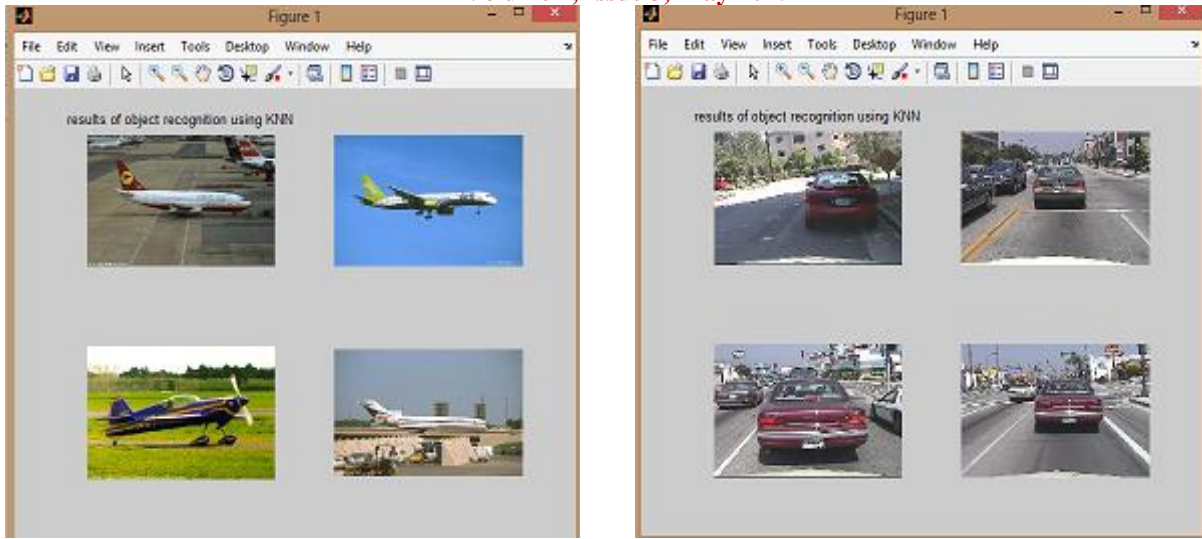 Figure 1
File Edit View Insert Tools Desktop Window Help
results of object recognition using KNN
Figure 1
File Edit View Insert Tools Desktop Window Help
results of object recognition using KNN